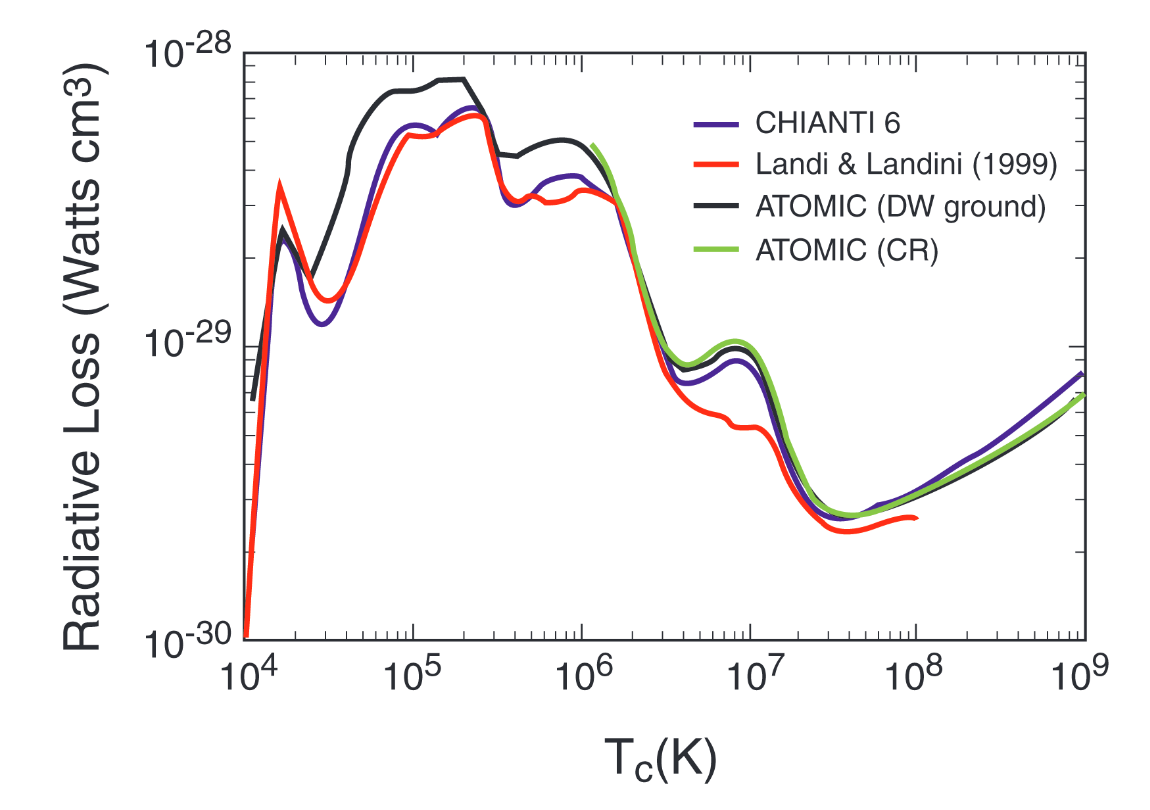 10⁻²⁸
10⁻²⁹
10⁻³⁰
Radiative Loss (Watts cm³)
CHIANTI 6
Landi & Landini (1999)
ATOMIC (DW ground)
ATOMIC (CR)
10⁴ 10⁵ 10⁶ 10⁷ 10⁸ 10⁹
T_c(K)